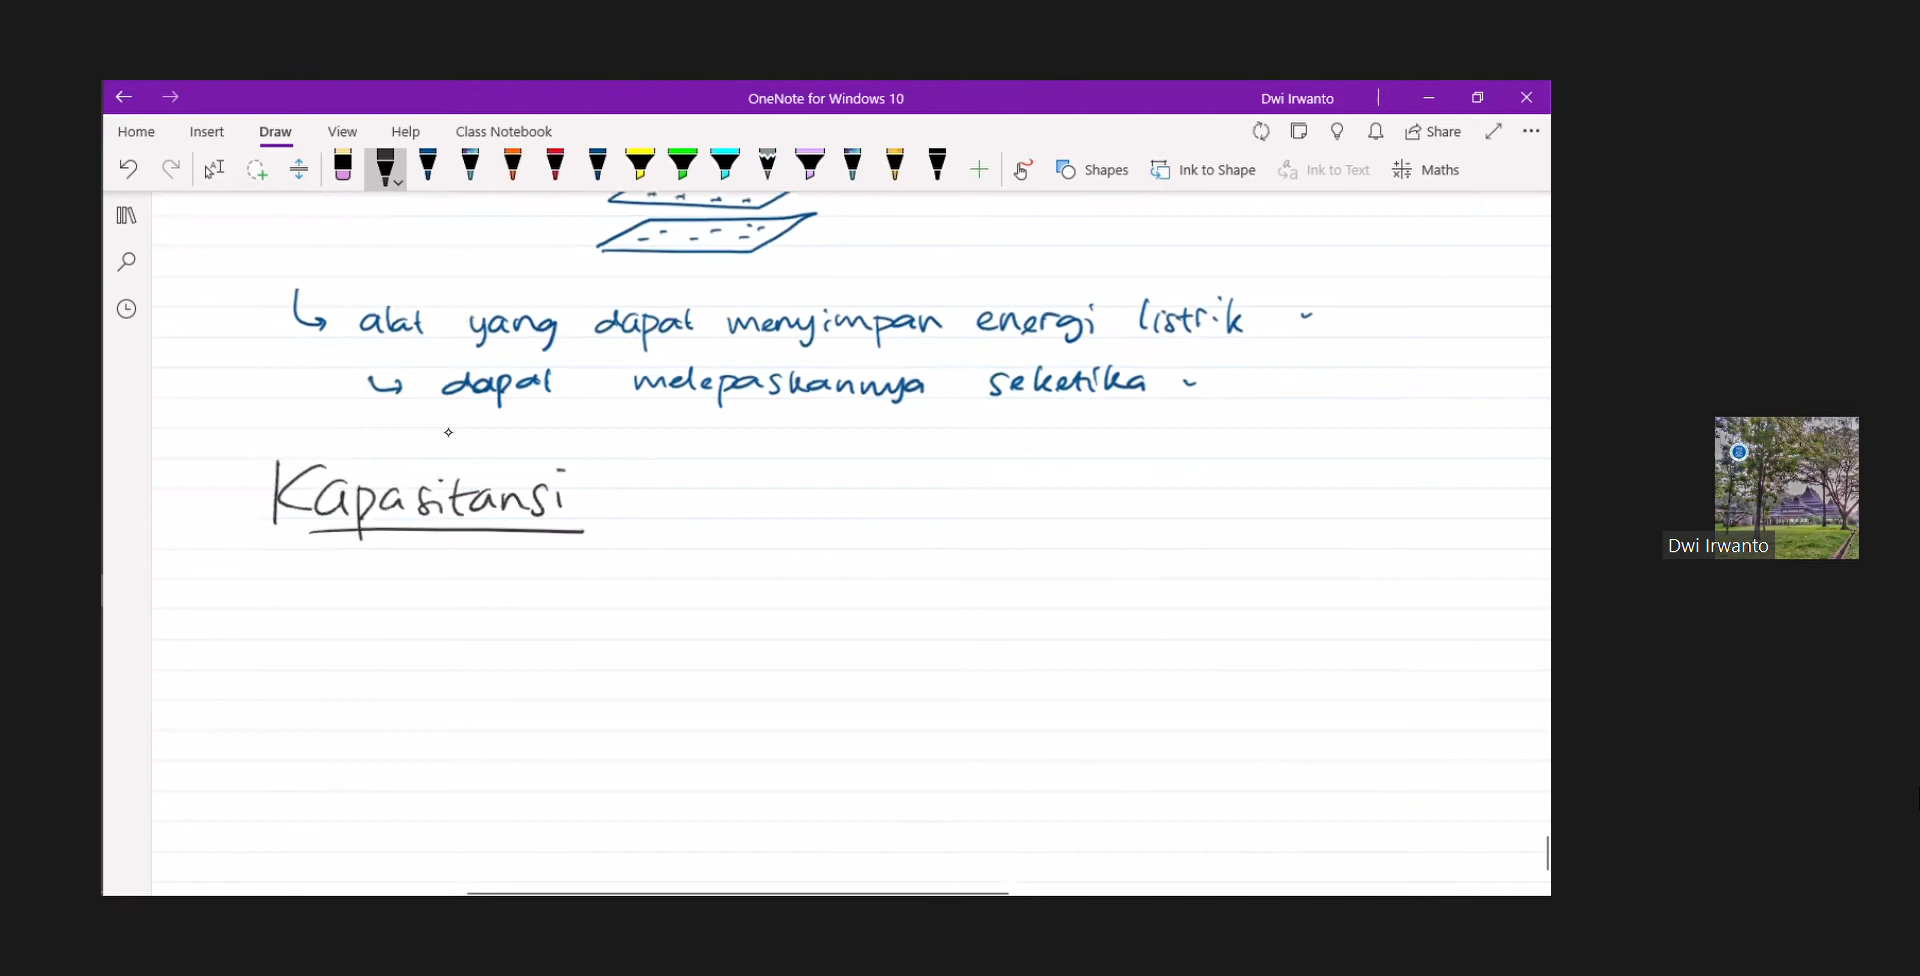 OneNote for Windows 10
Dwi Irwanto
Home Insert Draw View Help Class Notebook
Share
Shapes Ink to Shape Ink to Text Maths
alat yang dapat menyimpan energi listrik
dapat melepaskannya seketika
Kapasitansi
Dwi Irwanto